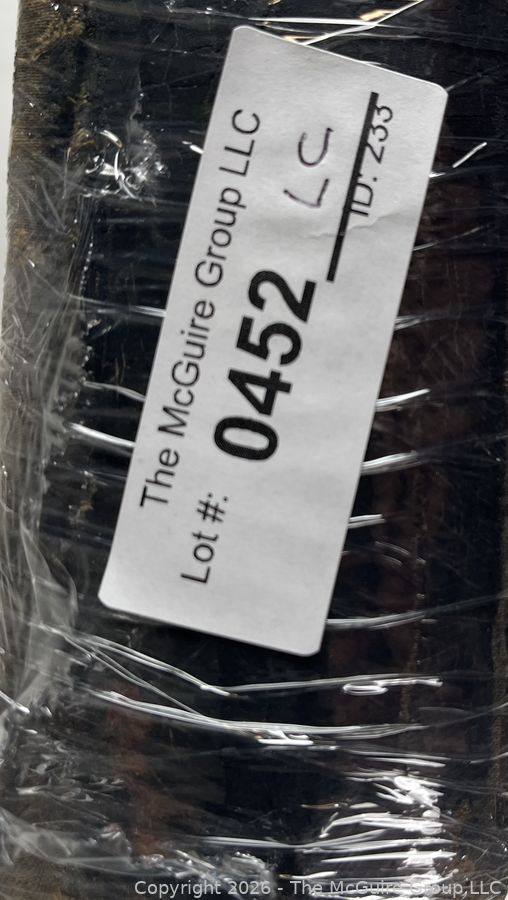 The McGuire Group LLC
Lot #: 0452
LC
ID: 233
Copyright 2026 - The McGuire Group,LLC